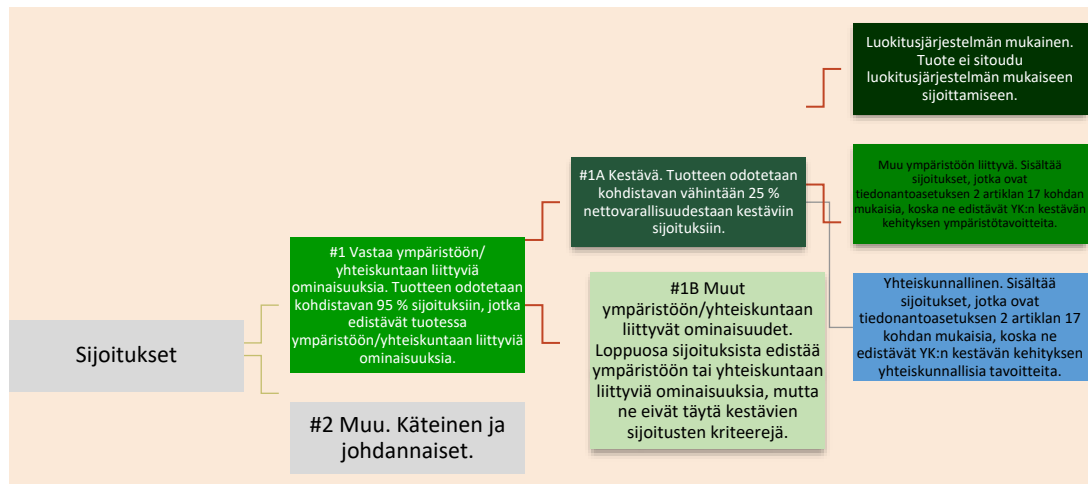 Sijoitukset
#1 Vastaa ympäristöön/
yhteiskuntaan liittyviä
ominaisuuksia. Tuotteen odotetaan
kohdistavan 95 % sijoituksiin, jotka
edistävät tuotessa
ympäristöön/yhteiskuntaan liittyviä
ominaisuuksia.
#2 Muu. Käteinen ja
johdannaiset.
#1A Kestävä. Tuotteen odotetaan
kohdistavan vähintään 25 %
nettovarallisuudestaan kestäviin
sijoituksiin.
#1B Muut
ympäristöön/yhteiskuntaan
liittyvät ominaisuudet.
Loppuosa sijoituksista edistää
ympäristöön tai yhteiskuntaan
liittyviä ominaisuuksia, mutta
ne eivät täytä kestävien
sijoitusten kriteerejä.
Luokitusjärjestelmän mukainen.
Tuote ei sitoudu
luokitusjärjestelmän mukaiseen
sijoittamiseen.
Muu ympäristöön liittyvä. Sisältää
sijoitukset, jotka ovat
tiedonantoasetuksen 2 artiklan 17 kohdan
mukaisia, koska ne edistävät YK:n kestävän
kehityksen ympäristötavoitteita.
Yhteiskunnallinen. Sisältää
sijoitukset, jotka ovat
tiedonantoasetuksen 2 artiklan 17
kohdan mukaisia, koska ne
edistävät YK:n kestävän kehityksen
yhteiskunnallisia tavoitteita.